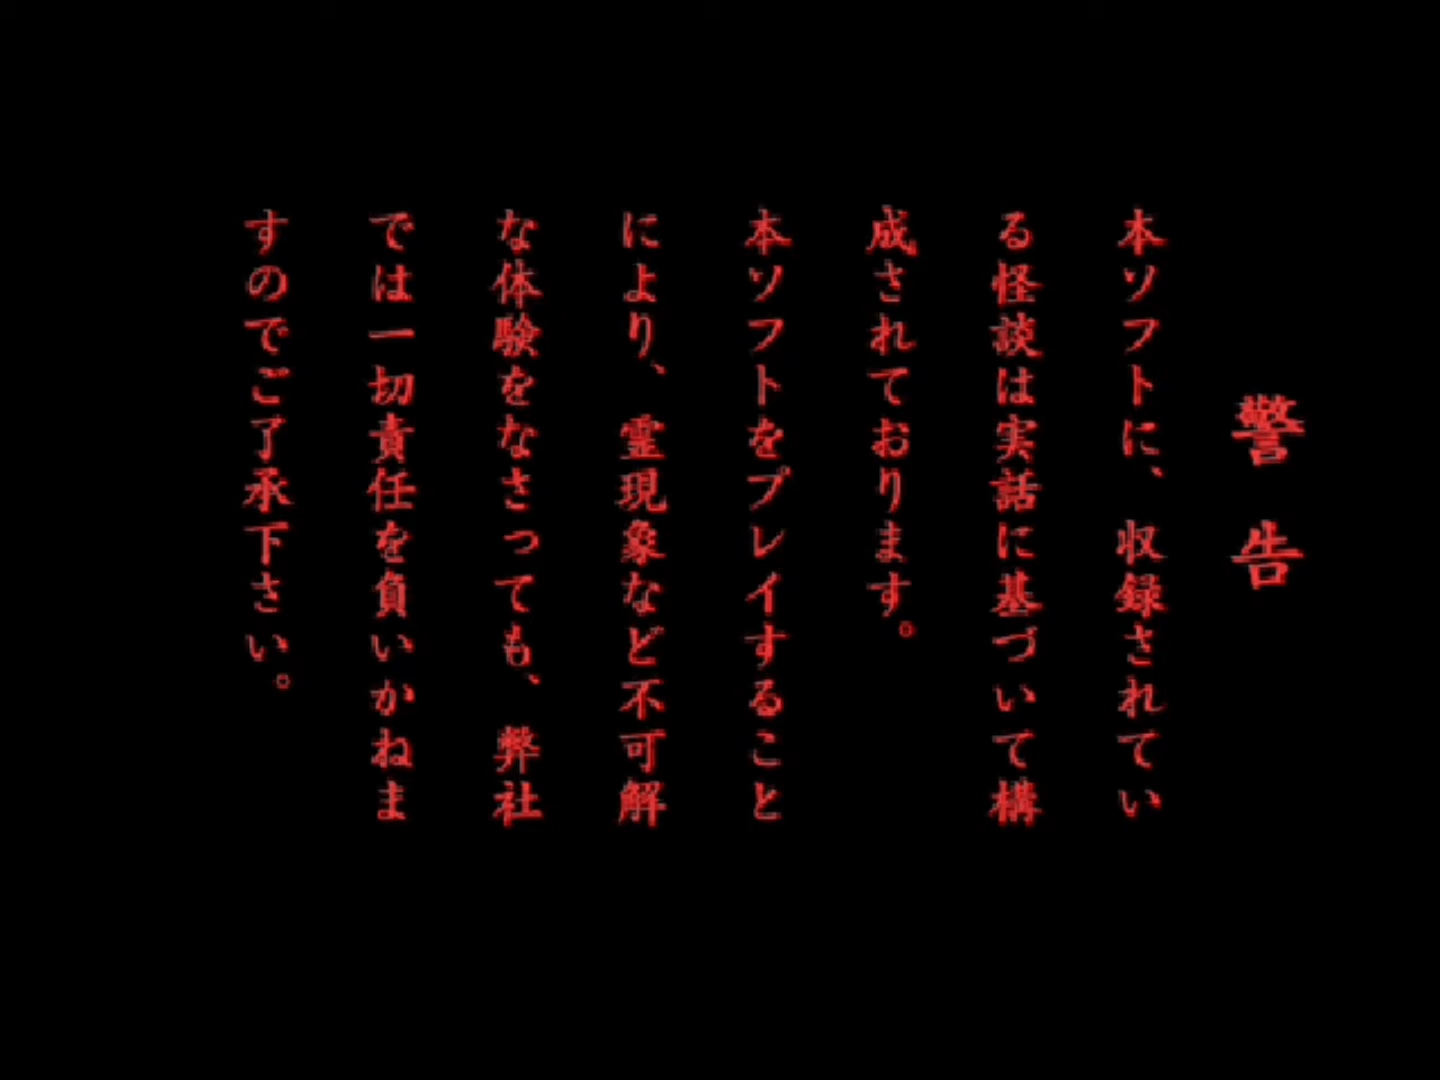 警告
本ソフトに、収録されてい
る怪談は実話に基づいて構
成されております。
本ソフトをプレイすること
により、霊現象など不可解
な体験をなさっても、弊社
では一切責任を負いかねま
すのでご了承下さい。